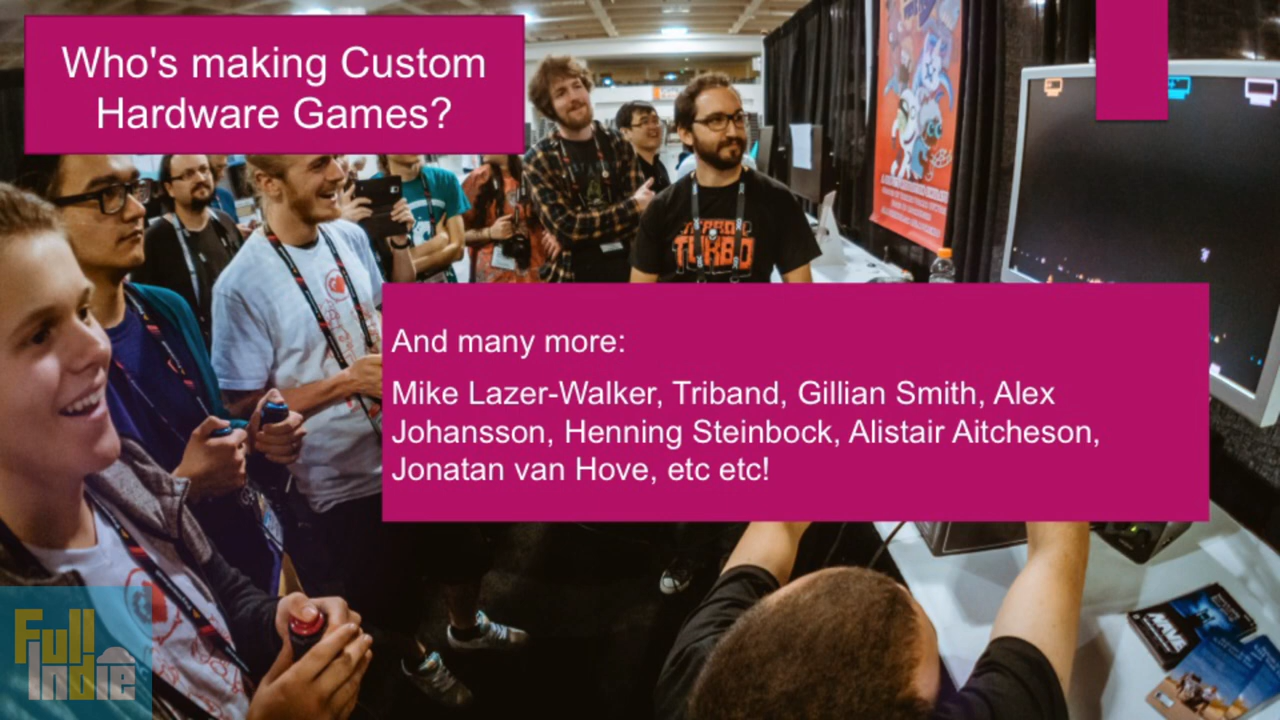 Who's making Custom
Hardware Games?
TURBO
TURBO
And many more:
Mike Lazer-Walker, Triband, Gillian Smith, Alex
Johansson, Henning Steinbock, Alistair Aitcheson,
Jonatan van Hove, etc etc!
Full
Indie